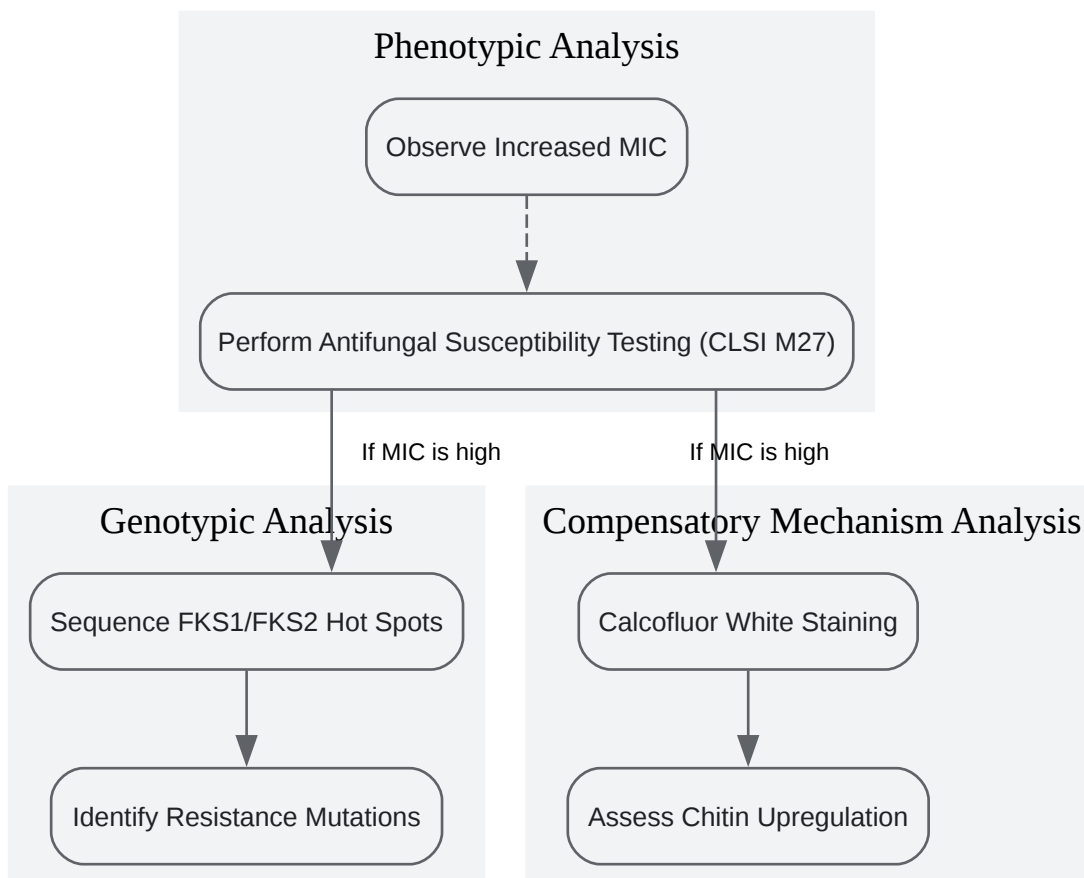 Phenotypic Analysis
Observe Increased MIC
Perform Antifungal Susceptibility Testing (CLSI M27)
If MIC is high
If MIC is high
Genotypic Analysis
Compensatory Mechanism Analysis
Sequence FKS1/FKS2 Hot Spots
Calcofluor White Staining
Identify Resistance Mutations
Assess Chitin Upregulation